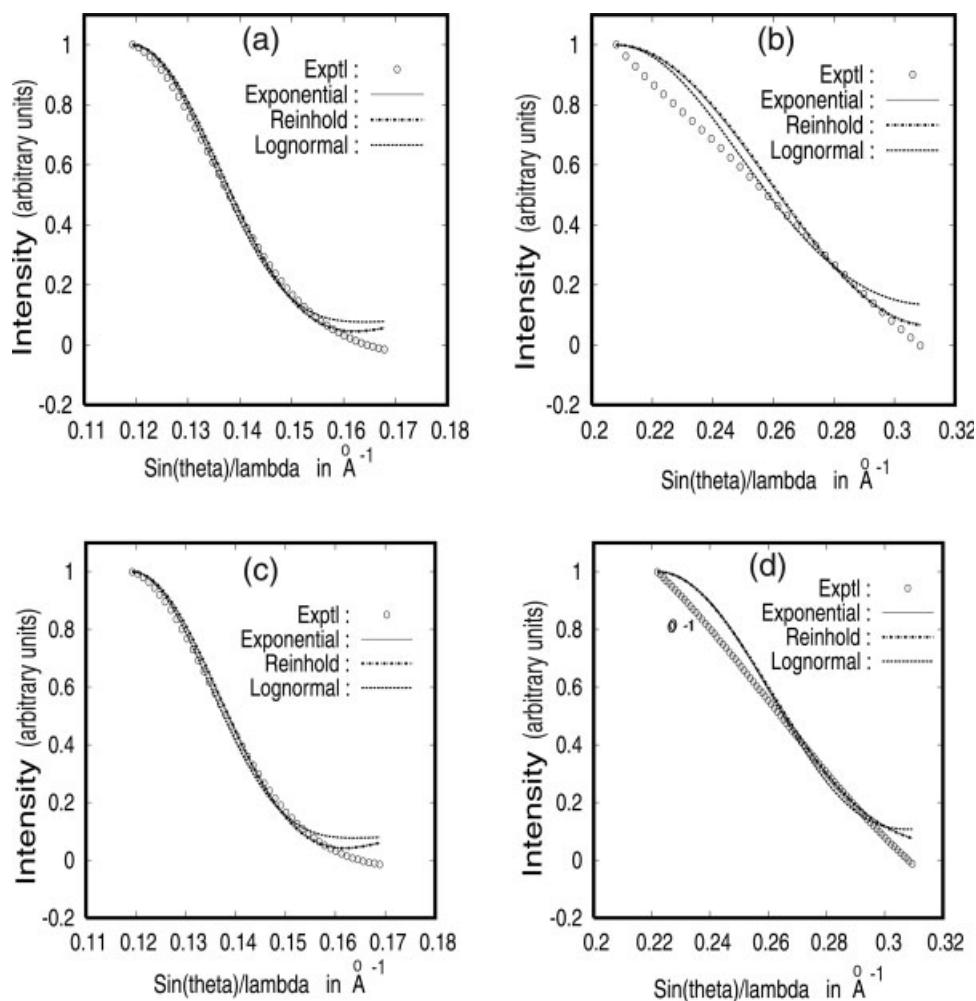 (a)
Exptl :
Exponential :
Reinhold :
Lognormal :
Intensity (arbitrary units)
1
0.8
0.6
0.4
0.2
0
-0.2
0.11 0.12 0.13 0.14 0.15 0.16 0.17 0.18
Sin(theta)/lambda in Å -1
(b)
Exptl :
Exponential :
Reinhold :
Lognormal :
Intensity (arbitrary units)
1
0.8
0.6
0.4
0.2
0
-0.2
0.2 0.22 0.24 0.26 0.28 0.3 0.32
Sin(theta)/lambda in Å -1
(c)
Exptl :
Exponential :
Reinhold :
Lognormal :
Intensity (arbitrary units)
1
0.8
0.6
0.4
0.2
0
-0.2
0.11 0.12 0.13 0.14 0.15 0.16 0.17 0.18
Sin(theta)/lambda in Å -1
(d)
Exptl :
Exponential :
Reinhold :
Lognormal :
-1
Intensity (arbitrary units)
1
0.8
0.6
0.4
0.2
0
-0.2
0.2 0.22 0.24 0.26 0.28 0.3 0.32
Sin(theta)/lambda in Å -1